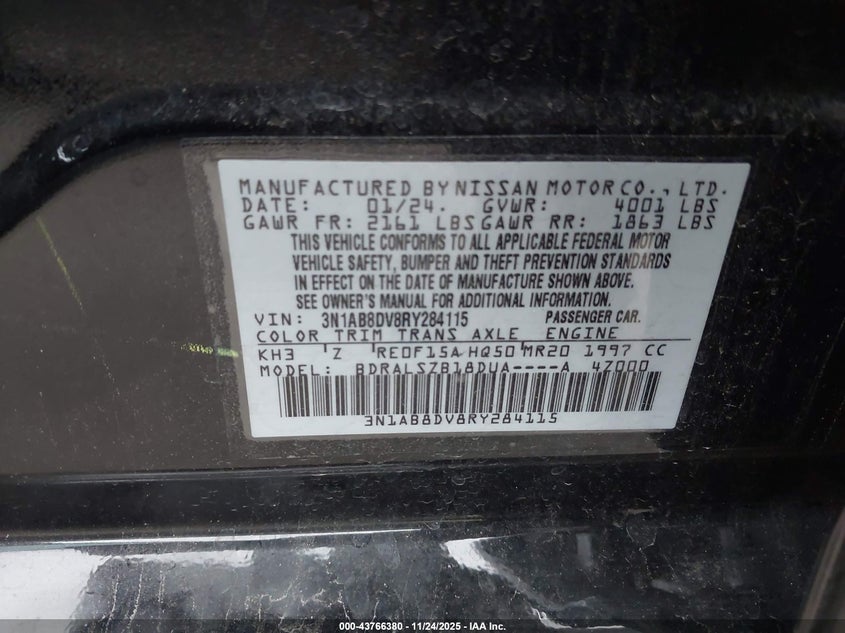 MANUFACTURED BY NISSAN MOTOR CO., LTD.
DATE: 01/24. GVWR: 4001 LBS
GAWR FR: 2161 LBS GAWR RR: 1863 LBS
THIS VEHICLE CONFORMS TO ALL APPLICABLE FEDERAL MOTOR
VEHICLE SAFETY, BUMPER AND THEFT PREVENTION STANDARDS
IN EFFECT ON THE DATE OF MANUFACTURE SHOWN ABOVE.
SEE OWNER'S MANUAL FOR ADDITIONAL INFORMATION.
VIN: 3N1AB8DV8RY284115 PASSENGER CAR.
COLOR TRIM TRANS AXLE ENGINE
KH3 Z RE0F15A HQ50 MR20 1997 CC
MODEL: BDRALSZB18DUA----A 4Z000
3N1AB8DV8RY284115
000-43766380 - 11/24/2025 - IAA Inc.